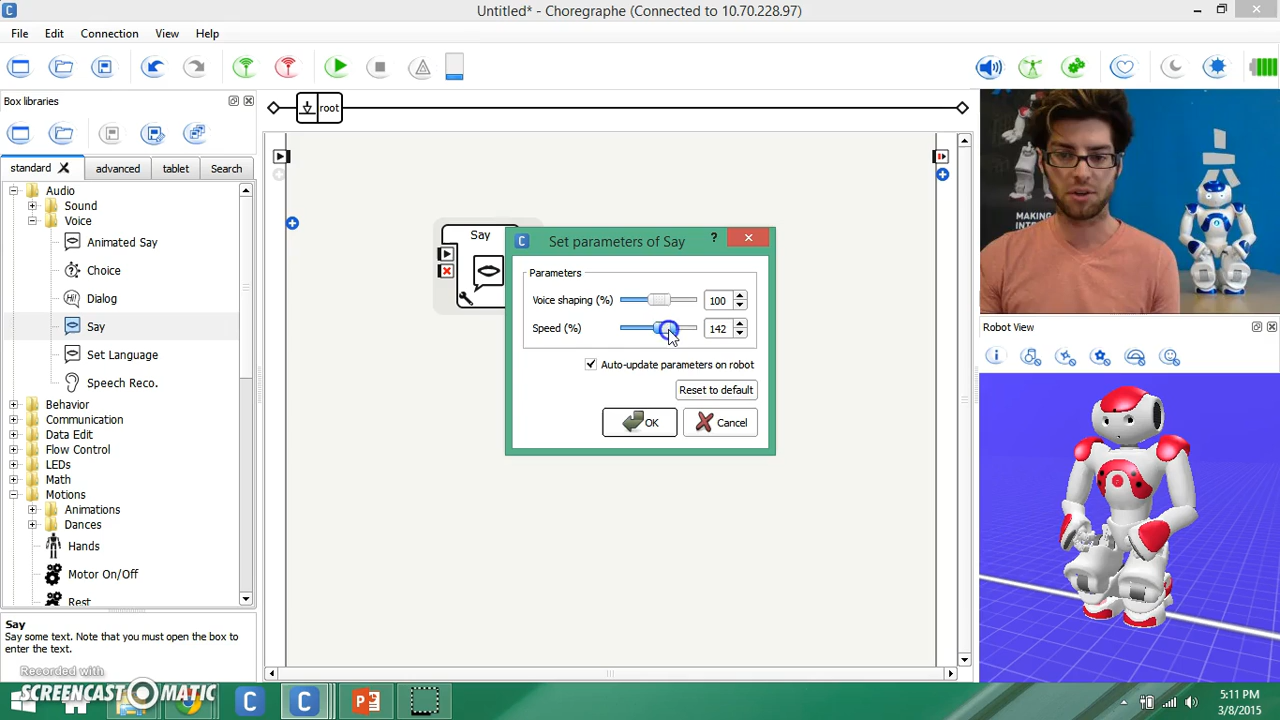 Untitled* - Choregraphe (Connected to 10.70.228.97)
File Edit Connection View Help
Box libraries
root
standard advanced tablet Search
Audio
Sound
Voice
Animated Say
Choice
Dialog
Say
Set Language
Speech Reco.
Behavior
Communication
Data Edit
Flow Control
LEDs
Math
Motions
Animations
Dances
Hands
Motor On/Off
Rest
Say
Say some text. Note that you must open the box to
enter the text.
Say
Set parameters of Say
Parameters
Voice shaping (%) 100
Speed (%) 142
Auto-update parameters on robot
Reset to default
OK Cancel
MAKING
Robot View
Recorded with
SCREENCAST-O-MATIC
5:11 PM
3/8/2015